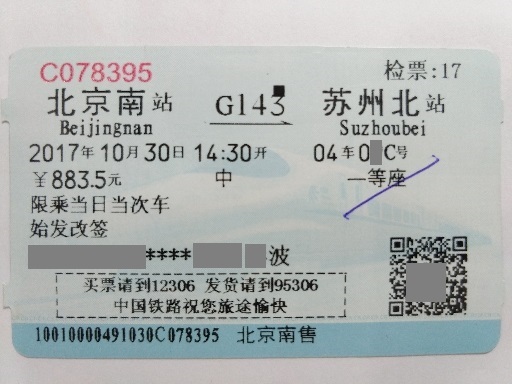 C078395 检票:17
北京南站 G143 苏州北站
Beijingnan Suzhoubei
2017年10月30日 14:30开 04车0C号
￥883.5元 中 一等座
限乘当日当次车
始发改签
****波
买票请到12306 发货请到95306
中国铁路祝您旅途愉快
10010000491030C078395 北京南售